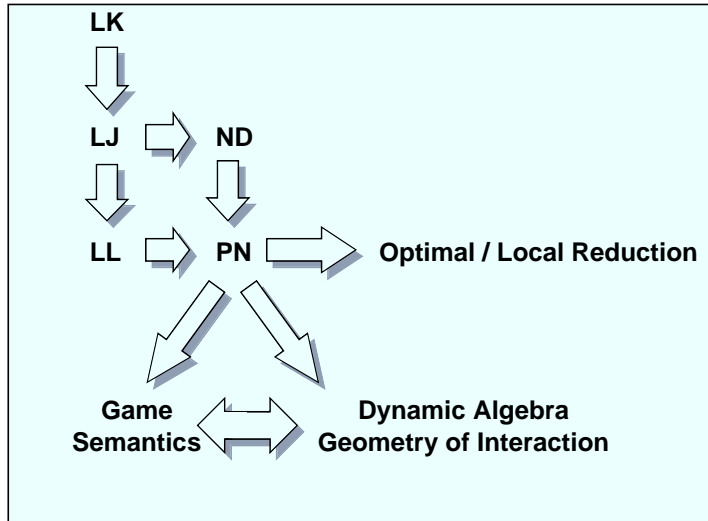 LK
LJ ND
LL PN Optimal / Local Reduction
Game
Semantics
Dynamic Algebra
Geometry of Interaction